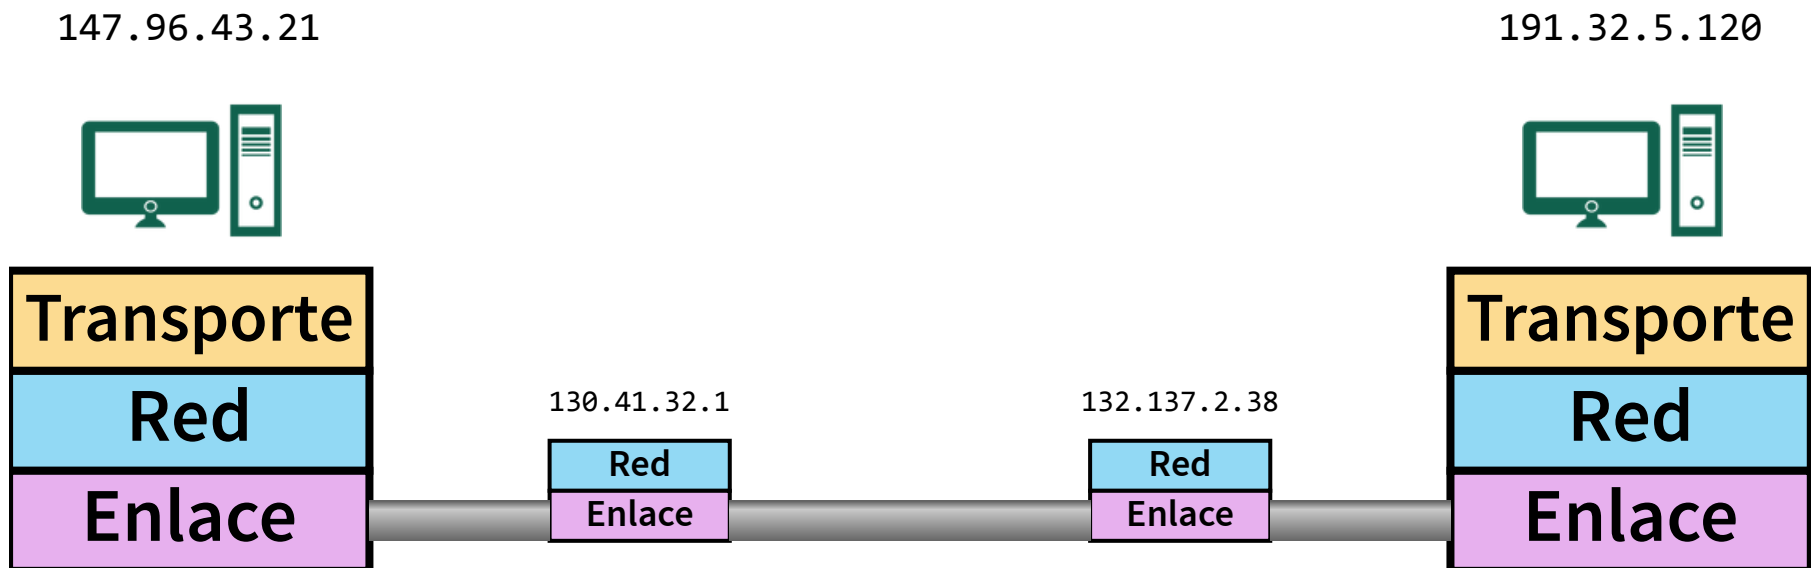 147.96.43.21
191.32.5.120
Transporte
Red
Enlace
130.41.32.1
Red
Enlace
132.137.2.38
Red
Enlace
Transporte
Red
Enlace